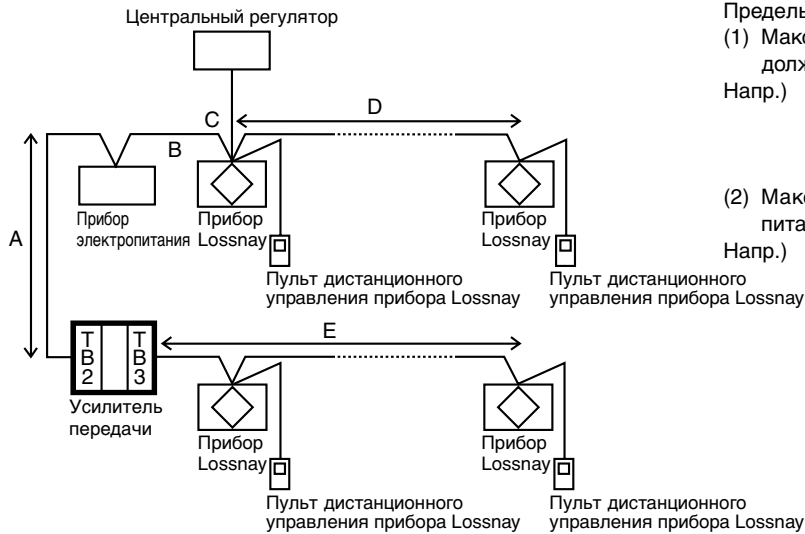 Центральный регулятор
Предель
(1) Макс
долж
Напр.)
D
C
B
A
Прибор
электропитания
Прибор
Lossnay
Прибор
Lossnay
(2) Макс
пита
Напр.)
Пульт дистанционного
управления прибора Lossnay
Пульт дистанционного
управления прибора Lossnay
E
T
B
2
T
B
3
Усилитель
передачи
Прибор
Lossnay
Прибор
Lossnay
Пульт дистанционного
управления прибора Lossnay
Пульт дистанционного
управления прибора Lossnay